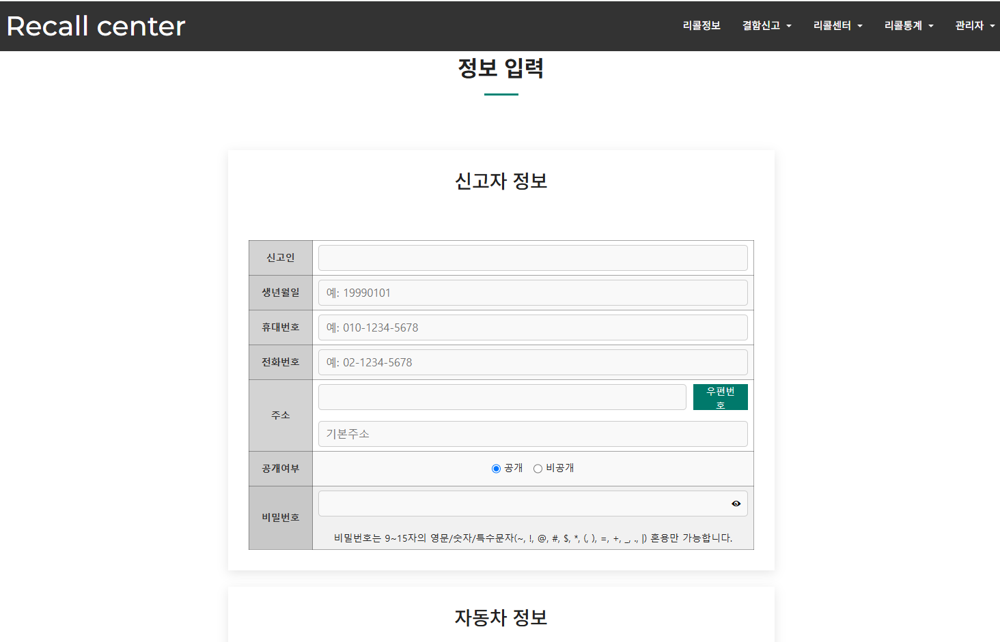 Recall center
리콜정보 결함신고 리콜센터 리콜통계 관리자
정보 입력
신고자 정보
신고인
생년월일 예: 19990101
휴대번호 예: 010-1234-5678
전화번호 예: 02-1234-5678
주소 우편번
호
기본주소
공개여부 공개 비공개
비밀번호
비밀번호는 9~15자의 영문/숫자/특수문자(~, !, @, #, $, *, (, ), =, +, _, ., |) 혼용만 가능합니다.
자동차 정보